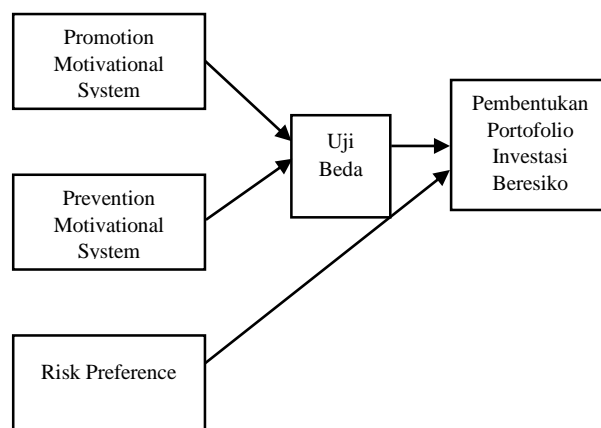 Promotion
Motivational
System
Prevention
Motivational
System
Risk Preference
Uji
Beda
Pembentukan
Portofolio
Investasi
Beresiko